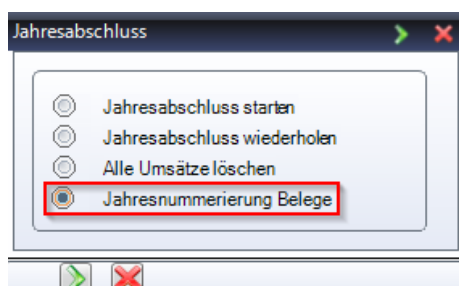 Jahresabschluss
Jahresabschluss starten
Jahresabschluss wiederholen
Alle Umsätze löschen
Jahresnummerierung Belege